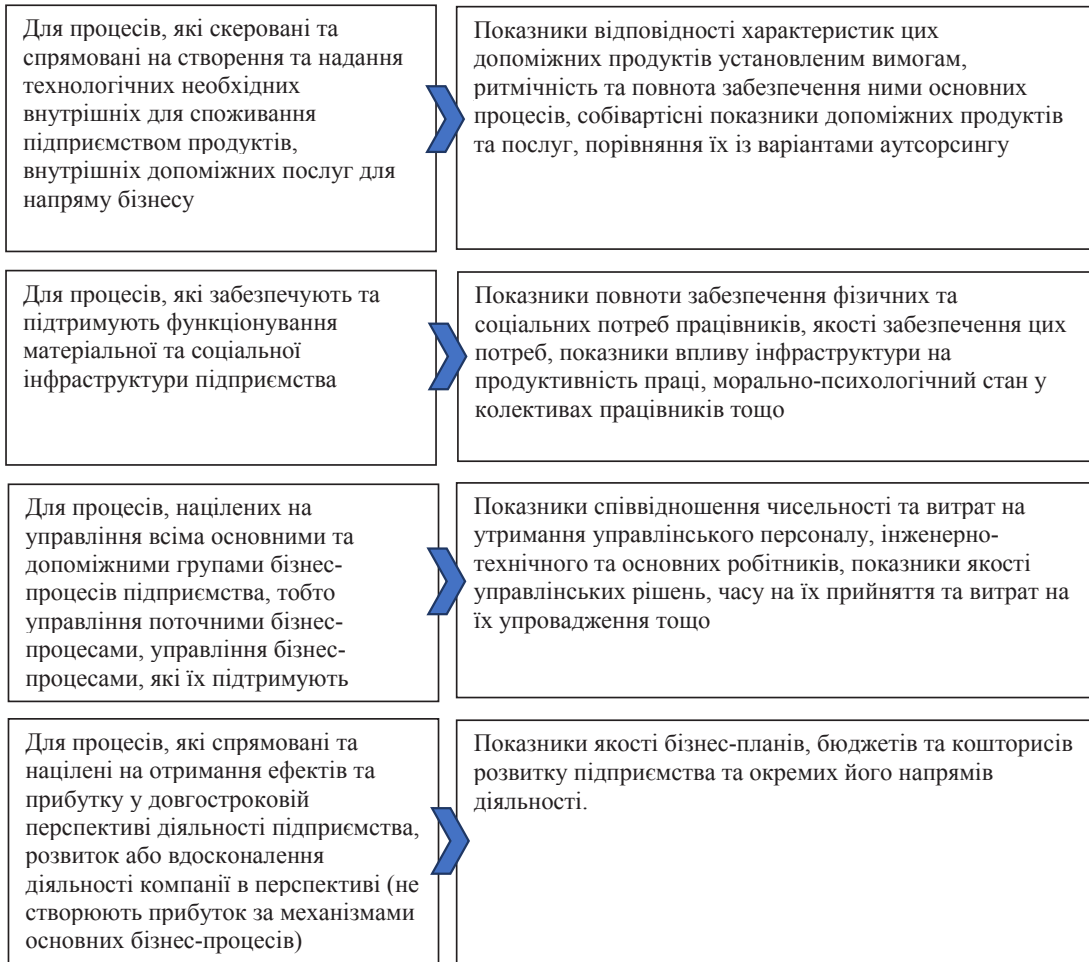 Для процесів, які скеровані та
спрямовані на створення та надання
технологічних необхідних
внутрішніх для споживання
підприємством продуктів,
внутрішніх допоміжних послуг для
напряму бізнесу
Показники відповідності характеристик цих
допоміжних продуктів установленим вимогам,
ритмічність та повнота забезпечення ними основних
процесів, собівартісні показники допоміжних продуктів
та послуг, порівняння їх із варіантами аутсорсингу
Для процесів, які забезпечують та
підтримують функціонування
матеріальної та соціальної
інфраструктури підприємства
Показники повноти забезпечення фізичних та
соціальних потреб працівників, якості забезпечення цих
потреб, показники впливу інфраструктури на
продуктивність праці, морально-психологічний стан у
колективах працівників тощо
Для процесів, націлених на
управління всіма основними та
допоміжними групами бізнес-
процесів підприємства, тобто
управління поточними бізнес-
процесами, управління бізнес-
процесами, які їх підтримують
Показники співвідношення чисельності та витрат на
утримання управлінського персоналу, інженерно-
технічного та основних робітників, показники якості
управлінських рішень, часу на їх прийняття та витрат на
їх упровадження тощо
Для процесів, які спрямовані та
націлені на отримання ефектів та
прибутку у довгостроковій
перспективі діяльності підприємства,
розвиток або вдосконалення
діяльності компанії в перспективі (не
створюють прибуток за механізмами
основних бізнес-процесів)
Показники якості бізнес-планів, бюджетів та кошторисів
розвитку підприємства та окремих його напрямів
діяльності.